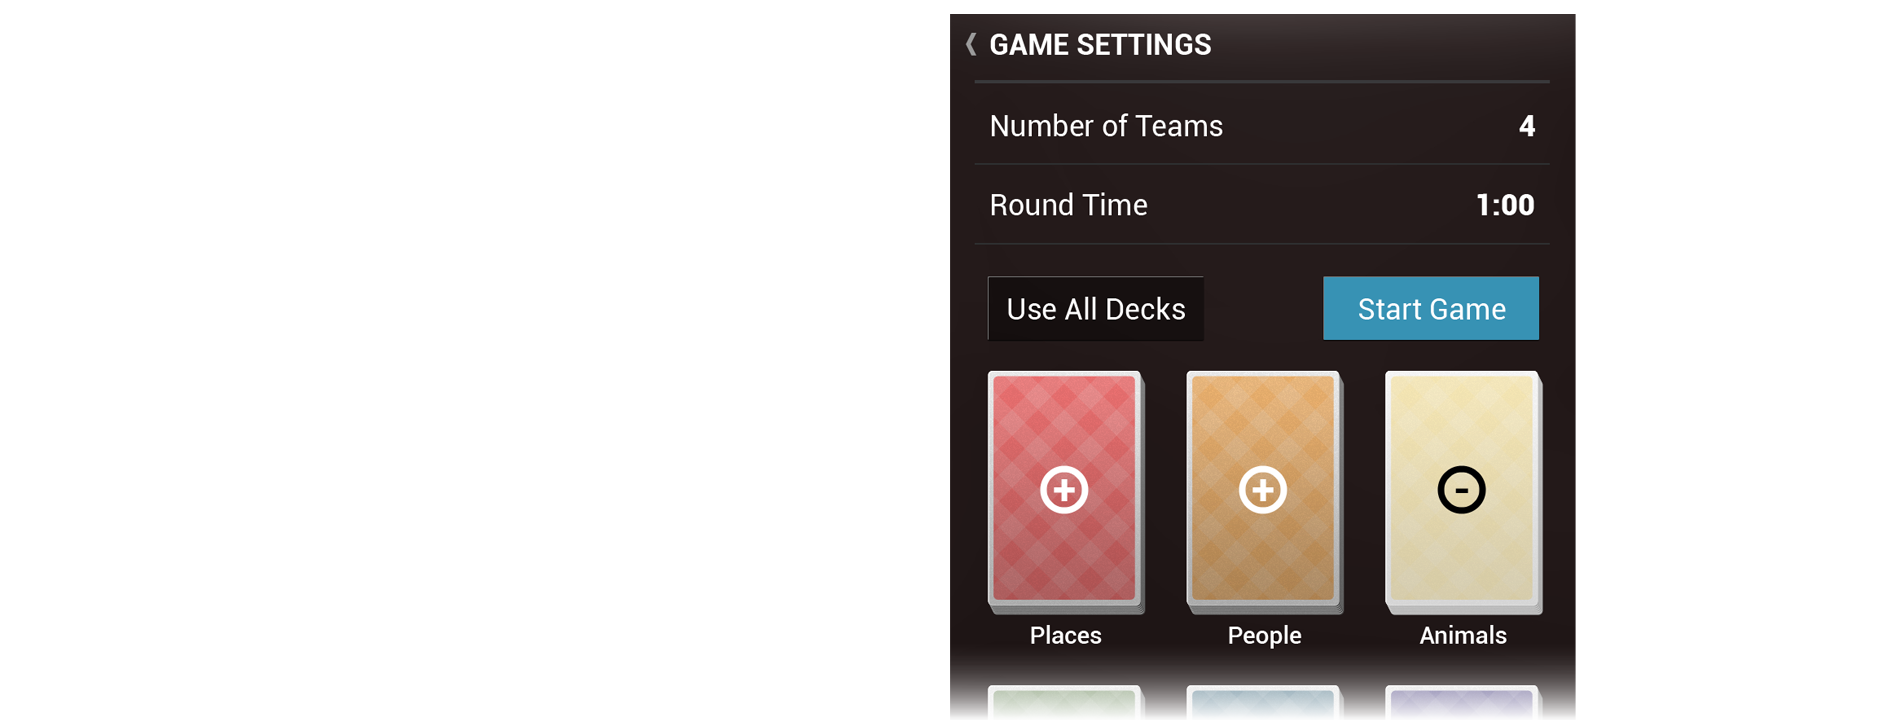 GAME SETTINGS
Number of Teams 4
Round Time 1:00
Use All Decks Start Game
+ + -
Places People Animals